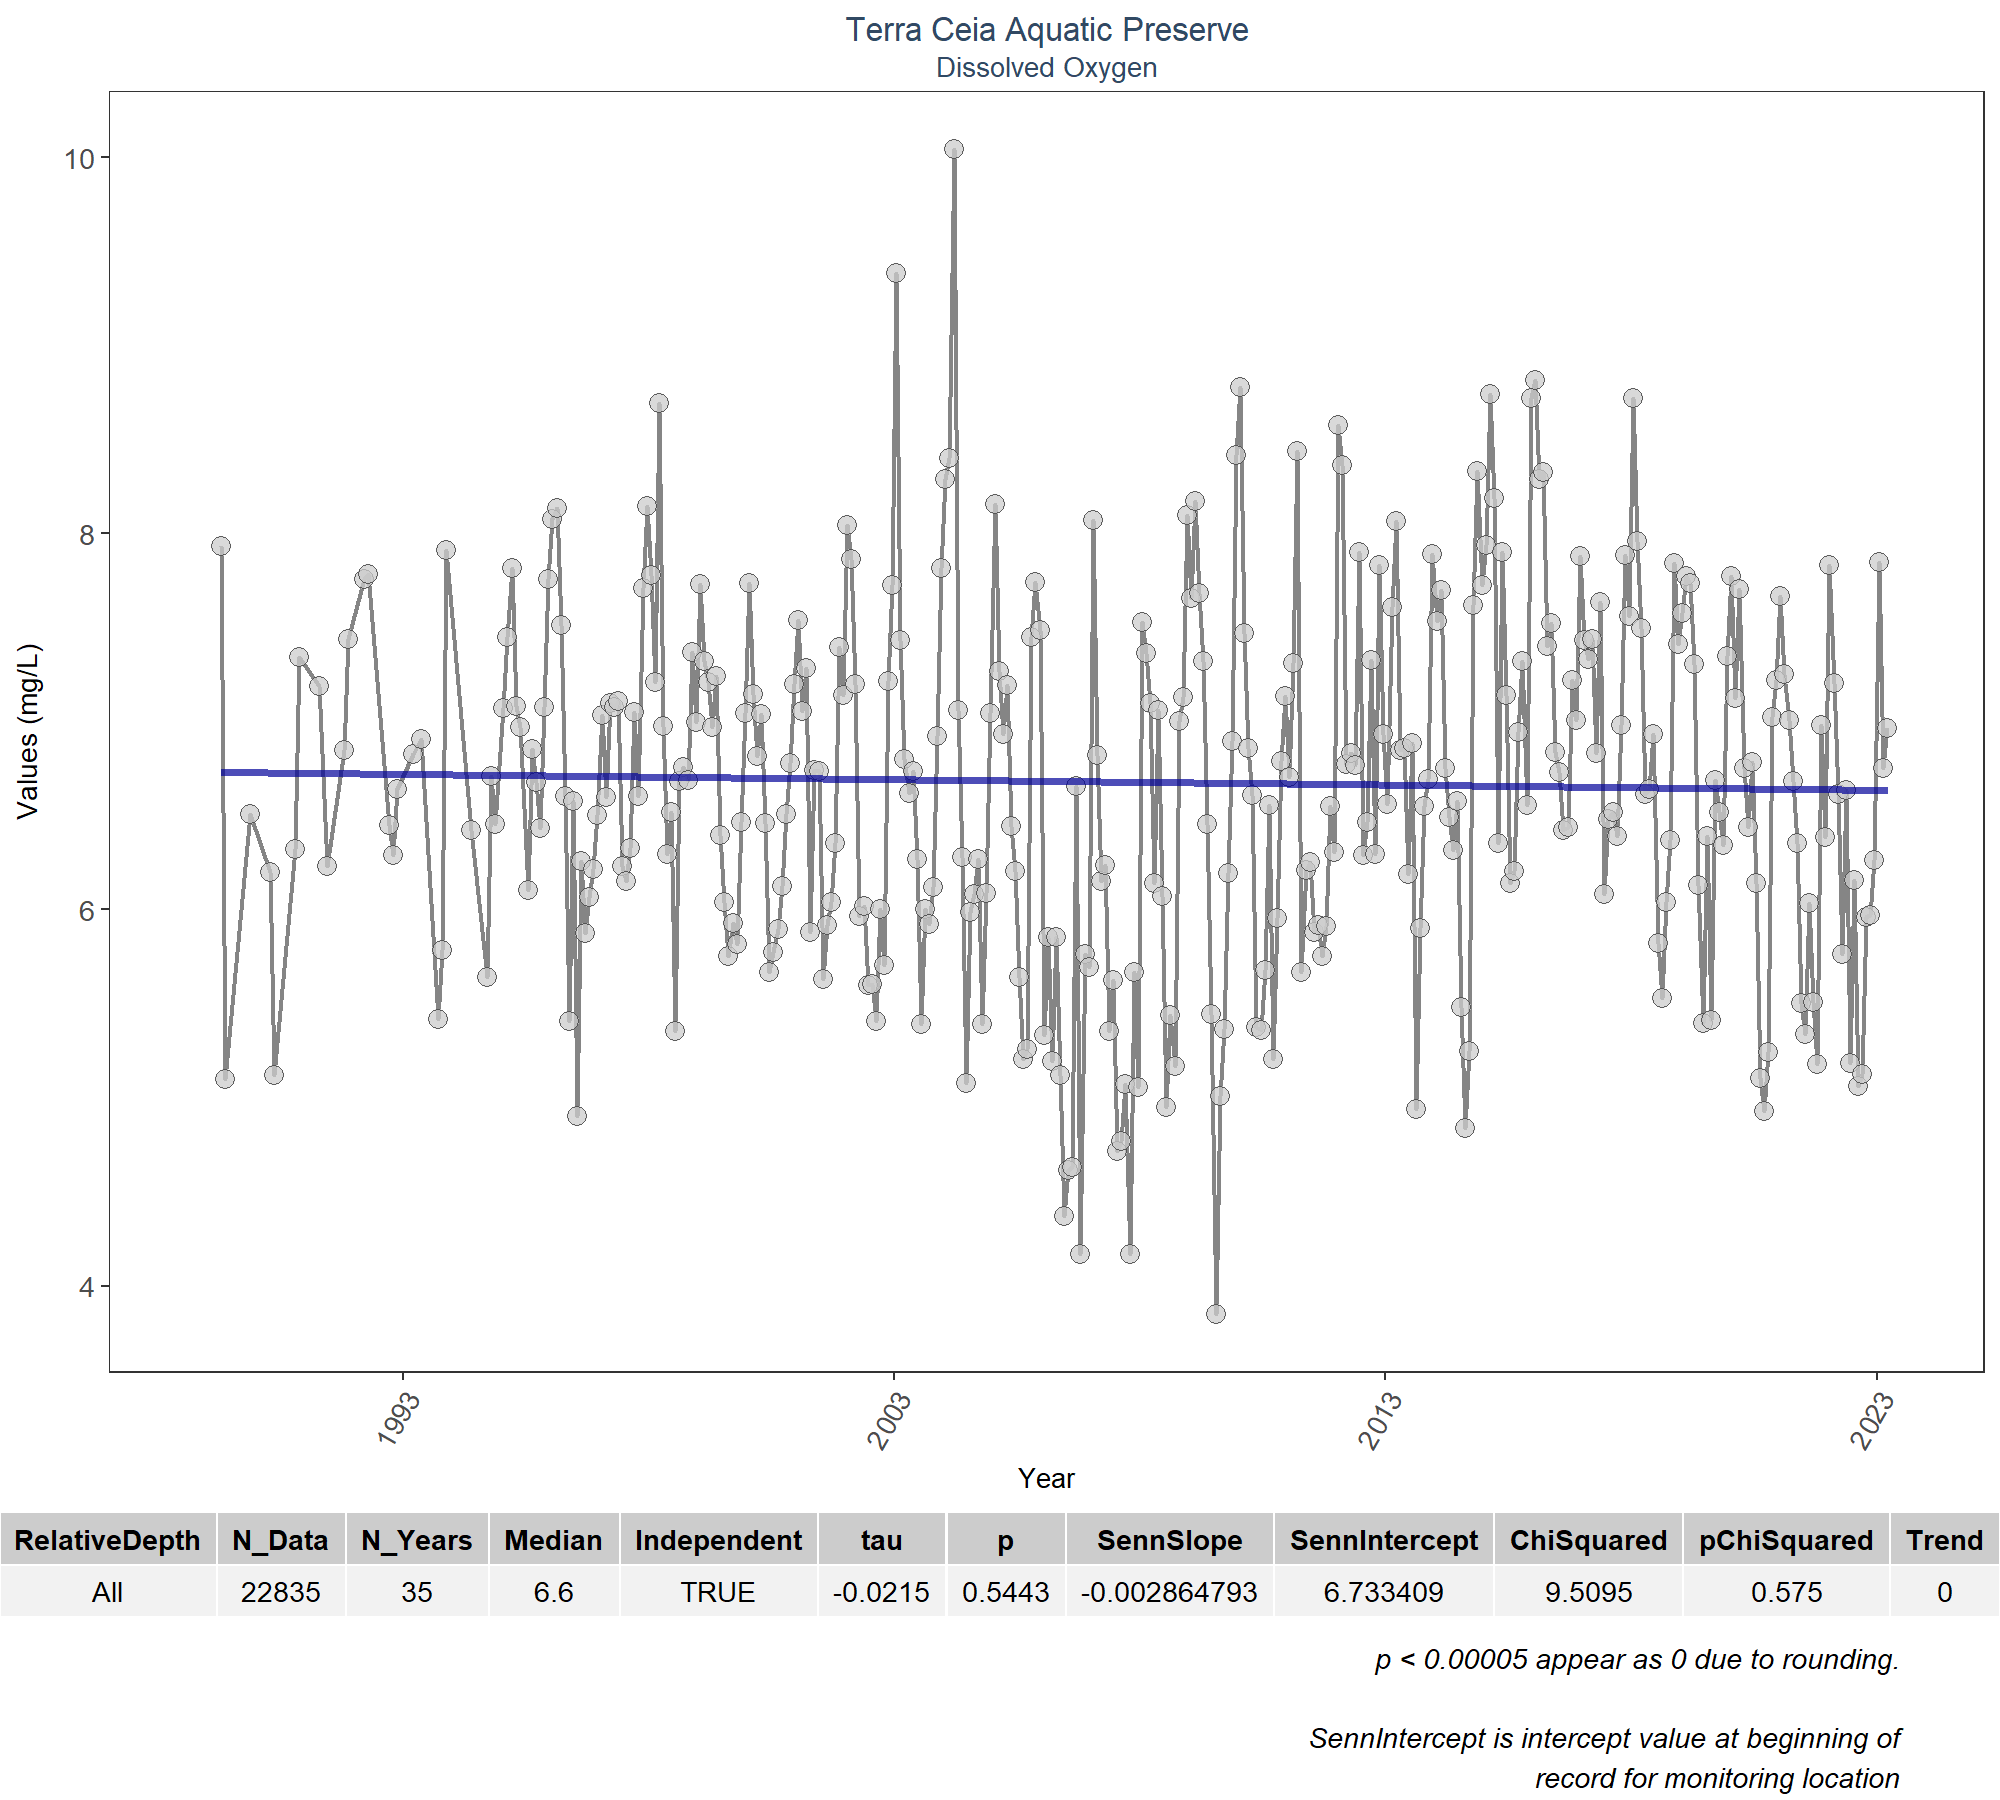 Terra Ceia Aquatic Preserve
Dissolved Oxygen
Values (mg/L)
10
8
6
4
1993
2003
2013
2023
Year
RelativeDepth N_Data N_Years Median Independent tau p SennSlope SennIntercept ChiSquared pChiSquared Trend
All 22835 35 6.6 TRUE -0.0215 0.5443 -0.002864793 6.733409 9.5095 0.575 0
p < 0.00005 appear as 0 due to rounding.
SennIntercept is intercept value at beginning of
record for monitoring location